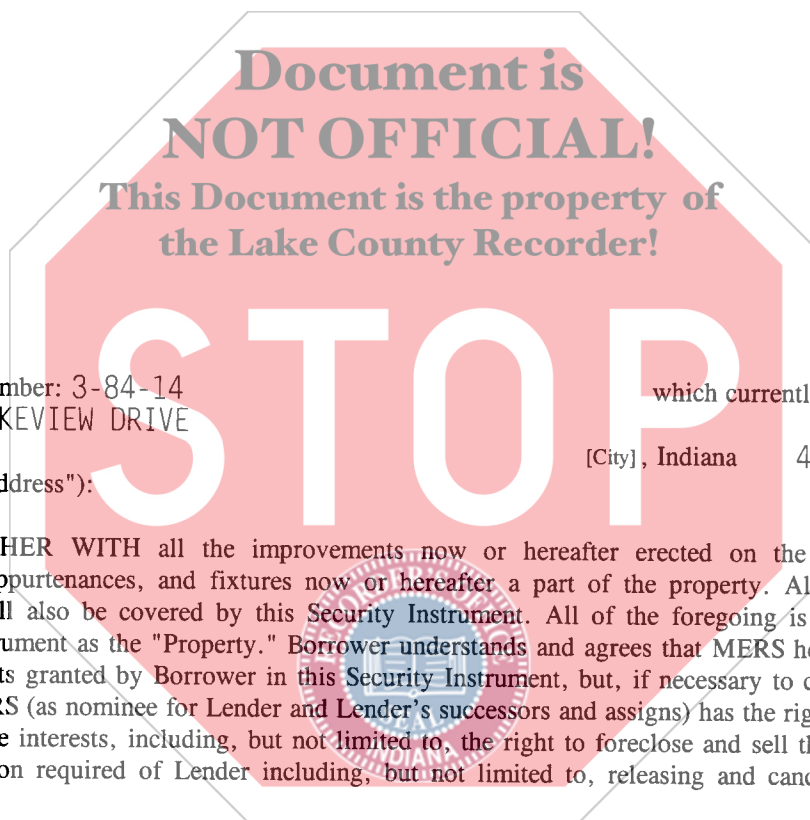 Document is
NOT OFFICIAL!
This Document is the property of
the Lake County Recorder!
STOP
mber: 3-84-14 which currentl
KEVIEW DRIVE
[City], Indiana 4
ddress"):
HER WITH all the improvements now or hereafter erected on the
ppurtenances, and fixtures now or hereafter a part of the property. Al
ll also be covered by this Security Instrument. All of the foregoing is
rument as the "Property." Borrower understands and agrees that MERS h
ts granted by Borrower in this Security Instrument, but, if necessary to c
RS (as nominee for Lender and Lender's successors and assigns) has the rig
e interests, including, but not limited to, the right to foreclose and sell th
on required of Lender including, but not limited to, releasing and canc
SEAL
INDIANA